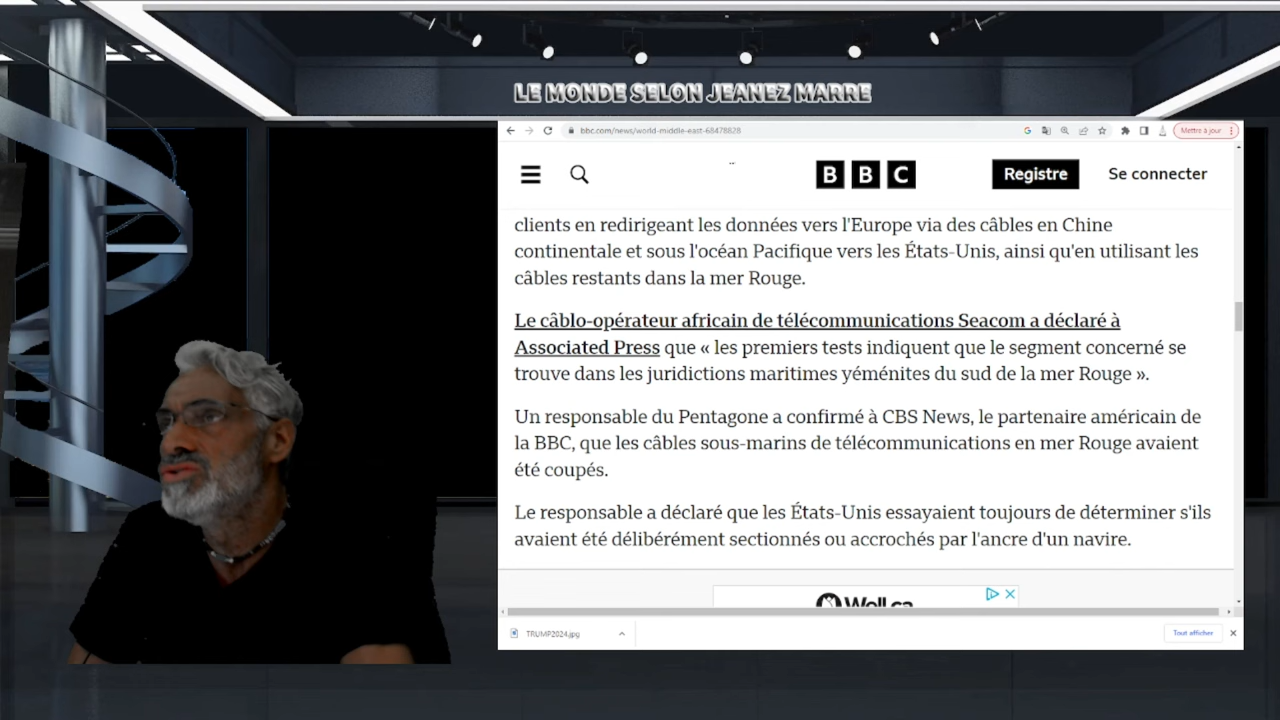 LE MONDE SELON JEANEZ MARRE
bbc.com/news/world-middle-east-68478828
Mettre à jour
BBC
Registre
Se connecter
clients en redirigeant les données vers l'Europe via des câbles en Chine
continentale et sous l'océan Pacifique vers les États-Unis, ainsi qu'en utilisant les
câbles restants dans la mer Rouge.
Le câblo-opérateur africain de télécommunications Seacom a déclaré à
Associated Press que « les premiers tests indiquent que le segment concerné se
trouve dans les juridictions maritimes yéménites du sud de la mer Rouge ».
Un responsable du Pentagone a confirmé à CBS News, le partenaire américain de
la BBC, que les câbles sous-marins de télécommunications en mer Rouge avaient
été coupés.
Le responsable a déclaré que les États-Unis essayaient toujours de déterminer s'ils
avaient été délibérément sectionnés ou accrochés par l'ancre d'un navire.
Well.ca
TRUMP2024.jpg
Tout afficher